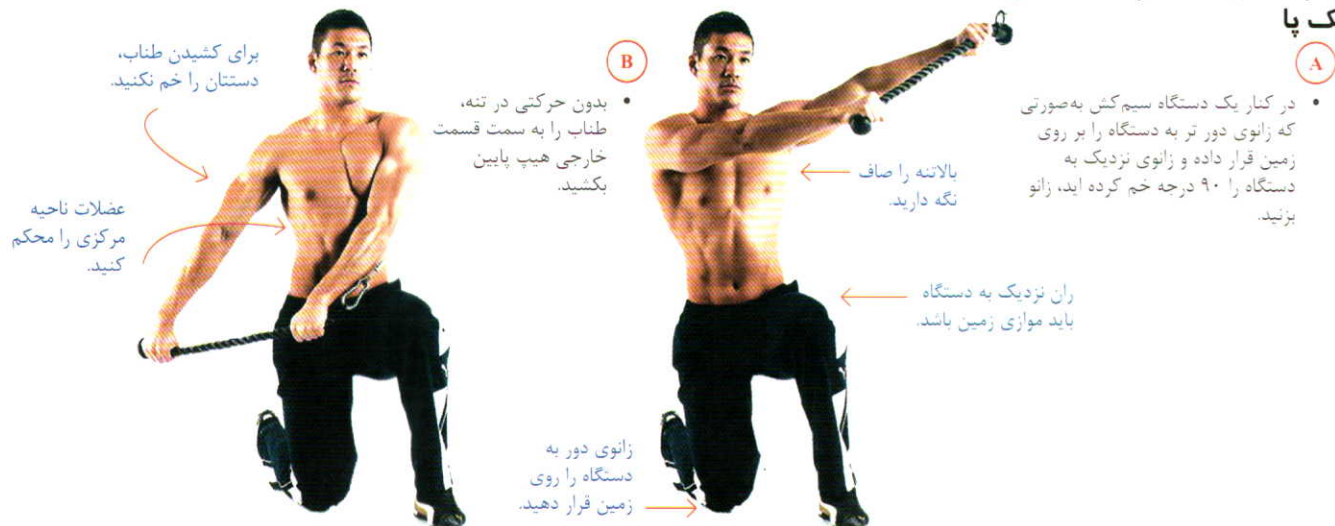 ک پا
A
• در کنار یک دستگاه سیم‌کش به‌صورتی
که زانوی دور تر به دستگاه را بر روی
زمین قرار داده و زانوی نزدیک به
دستگاه را ۹۰ درجه خم کرده اید، زانو
بزنید.
بالاتنه را صاف
نگه دارید.
ران نزدیک به دستگاه
باید موازی زمین باشد.
زانوی دور به
دستگاه را روی
زمین قرار دهید.
B
• بدون حرکتی در تنه،
طناب را به سمت قسمت
خارجی هیپ پایین
بکشید.
برای کشیدن طناب،
دستتان را خم نکنید.
عضلات ناحیه
مرکزی را محکم
کنید.